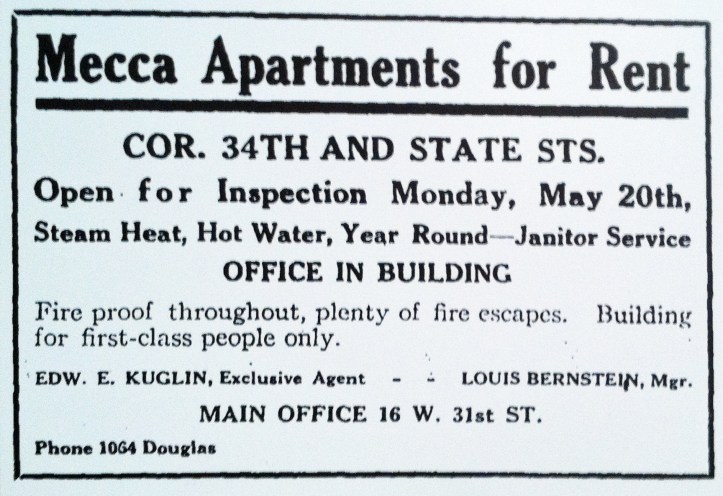 Mecca Apartments for Rent
COR. 34TH AND STATE STS.
Open for Inspection Monday, May 20th,
Steam Heat, Hot Water, Year Round—Janitor Service
OFFICE IN BUILDING
Fire proof throughout, plenty of fire escapes. Building
for first-class people only.
EDW. E. KUGLIN, Exclusive Agent - - LOUIS BERNSTEIN, Mgr.
MAIN OFFICE 16 W. 31st ST.
Phone 1064 Douglas